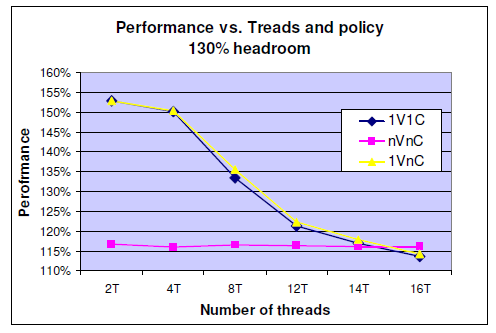 Performance vs. Treads and policy
130% headroom
160%
155%
150%
145%
140%
135%
130%
125%
120%
115%
110%
Perofrmance
1V1C
nVnC
1VnC
2T 4T 8T 12T 14T 16T
Number of threads